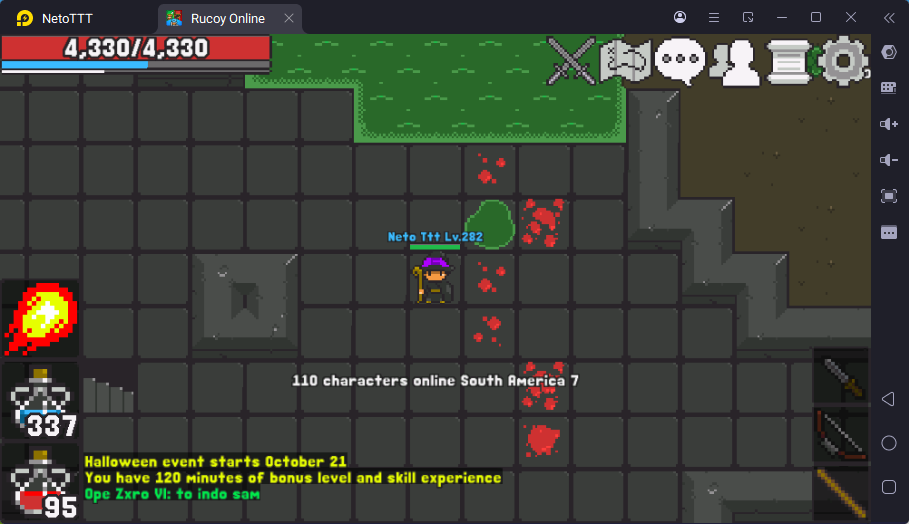 NetoTTT
Rucoy Online
4,330/4,330
Neto Ttt Lv.282
110 characters online South America 7
337
95
Halloween event starts October 21
You have 120 minutes of bonus level and skill experience
Ope Zxro VI: to indo sam